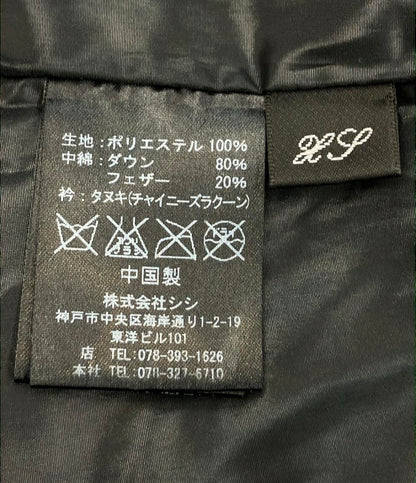 生地:ポリエステル 100%
中綿:ダウン 80%
フェザー 20%
衿:タヌキ(チャイニーズラクーン)
中国製
株式会社シシ
神戸市中央区海岸通り1-2-19
東洋ビル101
店 TEL:078-393-1626
本社 TEL:078-327-6710